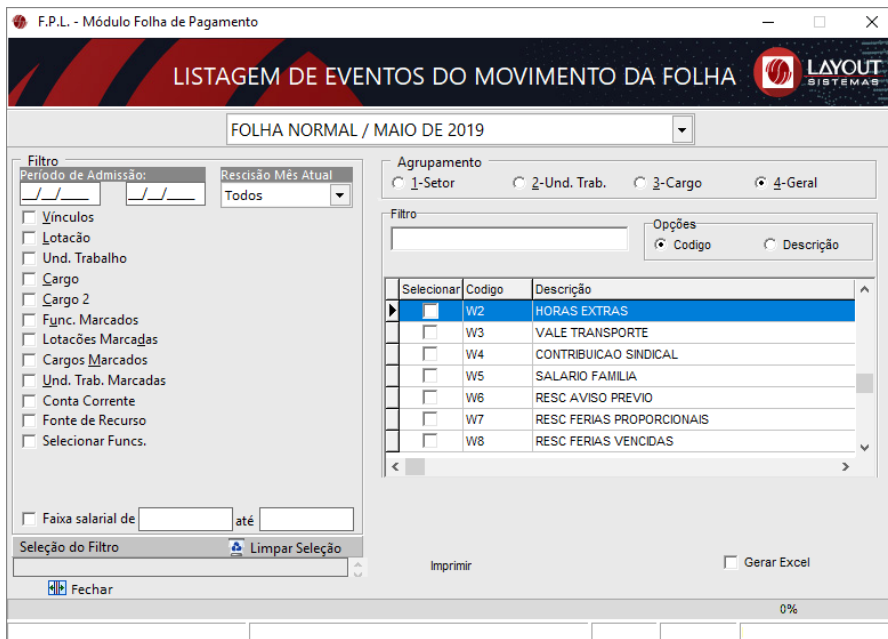 F.P.L. - Módulo Folha de Pagamento
LISTAGEM DE EVENTOS DO MOVIMENTO DA FOLHA
LAYOUT
SISTEMAS
FOLHA NORMAL / MAIO DE 2019
Filtro
Período de Admissão:
Rescisão Mês Atual
__/__/____ __/__/____
Todos
Vínculos
Lotacão
Und. Trabalho
Cargo
Cargo 2
Func. Marcados
Lotacões Marcadas
Cargos Marcados
Und. Trab. Marcadas
Conta Corrente
Fonte de Recurso
Selecionar Funcs.
Faixa salarial de até
Seleção do Filtro
Limpar Seleção
Fechar
Agrupamento
1-Setor 2-Und. Trab. 3-Cargo 4-Geral
Filtro
Opções
Codigo Descrição
Selecionar Codigo Descrição
W2 HORAS EXTRAS
W3 VALE TRANSPORTE
W4 CONTRIBUICAO SINDICAL
W5 SALARIO FAMILIA
W6 RESC AVISO PREVIO
W7 RESC FERIAS PROPORCIONAIS
W8 RESC FERIAS VENCIDAS
Imprimir
Gerar Excel
0%